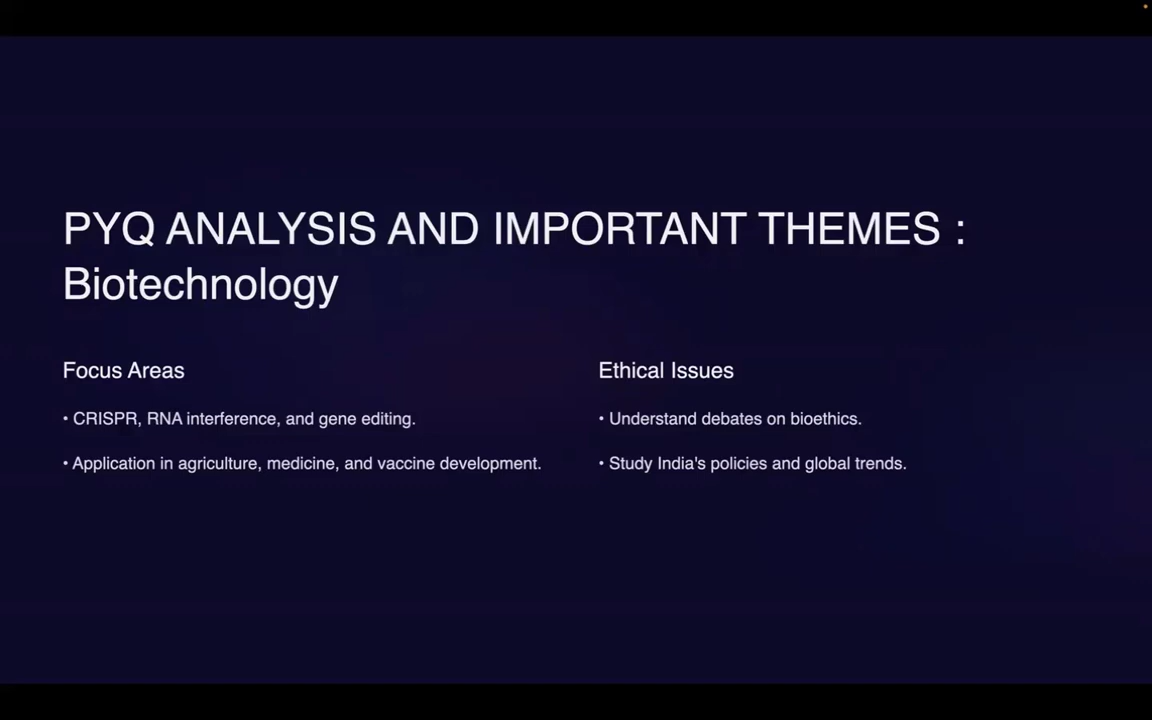 PYQ ANALYSIS AND IMPORTANT THEMES :
Biotechnology
Focus Areas
• CRISPR, RNA interference, and gene editing.
• Application in agriculture, medicine, and vaccine development.
Ethical Issues
• Understand debates on bioethics.
• Study India's policies and global trends.